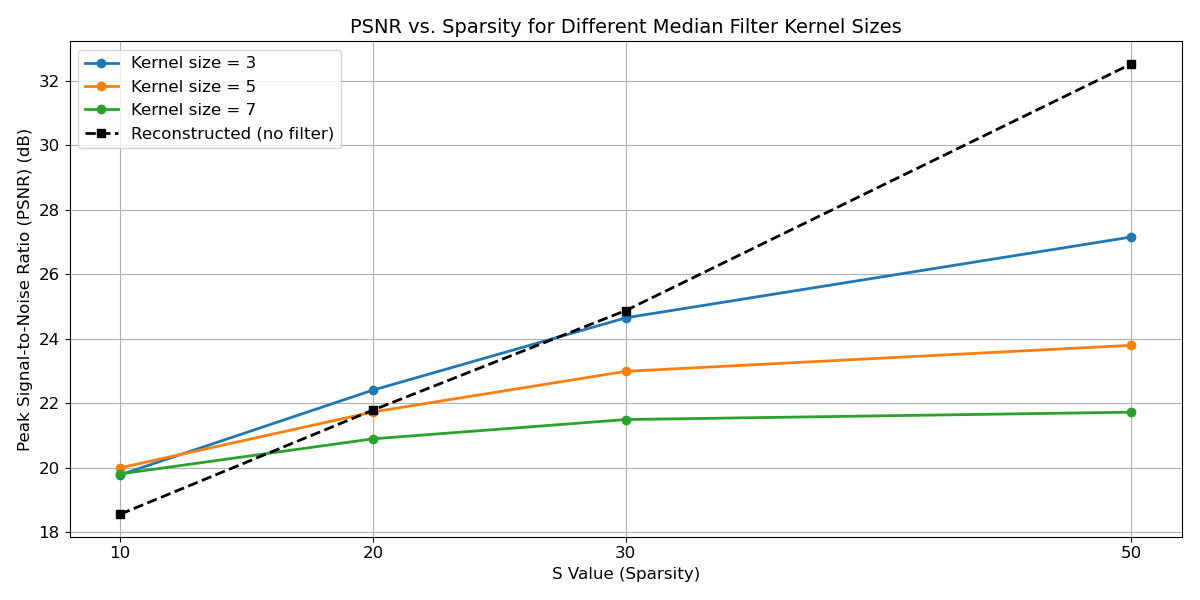 PSNR vs. Sparsity for Different Median Filter Kernel Sizes
Kernel size = 3
Kernel size = 5
Kernel size = 7
Reconstructed (no filter)
Peak Signal-to-Noise Ratio (PSNR) (dB)
32
30
28
26
24
22
20
18
10
20
30
50
S Value (Sparsity)